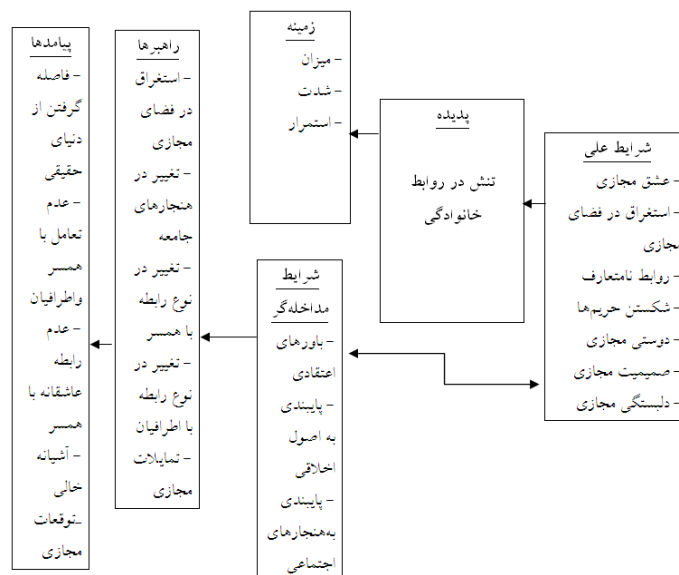 شرایط علی
- عشق مجازی
- استغراق در فضای
مجازی
- روابط نامتعارف
- شکستن حریم‌ها
- دوستی مجازی
- صمیمیت مجازی
- دلبستگی مجازی
پدیده
تنش در روابط
خانوادگی
زمینه
- میزان
- شدت
- استمرار
شرایط
مداخله‌گر
- باورهای
اعتقادی
- پایبندی
به اصول
اخلاقی
- پایبندی
به‌هنجارهای
اجتماعی
راهبرها
- استغراق
در فضای
مجازی
- تغییر در
هنجارهای
جامعه
- تغییر در
نوع رابطه
با همسر
- تغییر در
نوع رابطه
با اطرافیان
- تمایلات
مجازی
پیامدها
- فاصله
گرفتن از
دنیای
حقیقی
- عدم
تعامل با
همسر
واطرافیان
- عدم
رابطه
عاشقانه با
همسر
- آشیانه
خالی
-توقعات
مجازی